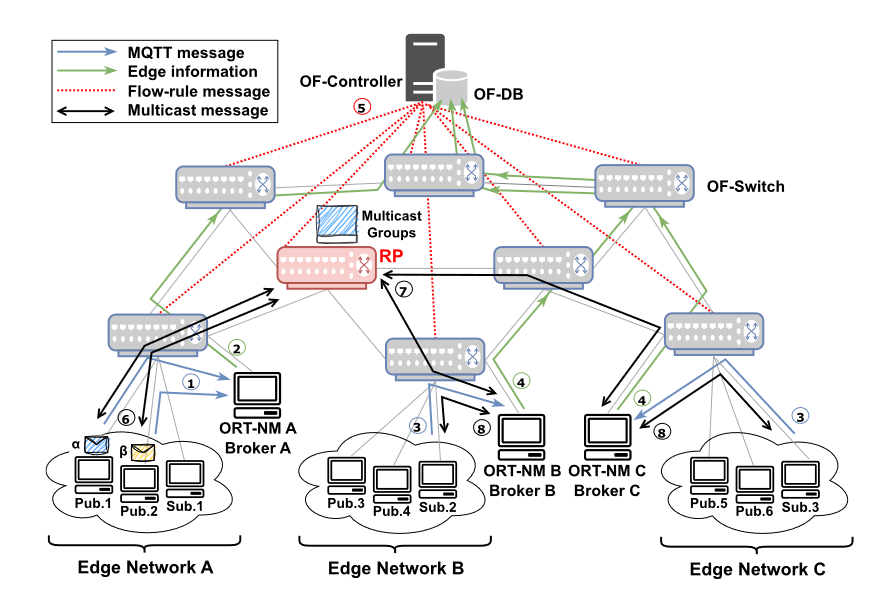 MQTT message
Edge information
Flow-rule message
Multicast message
OF-Controller
OF-DB
5
OF-Switch
Multicast
Groups
RP
7
2
1
4
4
6
3
8
3
8
α
β
ORT-NM A
Broker A
ORT-NM B
Broker B
ORT-NM C
Broker C
Pub.1
Pub.2
Sub.1
Pub.3
Pub.4
Sub.2
Pub.5
Pub.6
Sub.3
Edge Network A
Edge Network B
Edge Network C